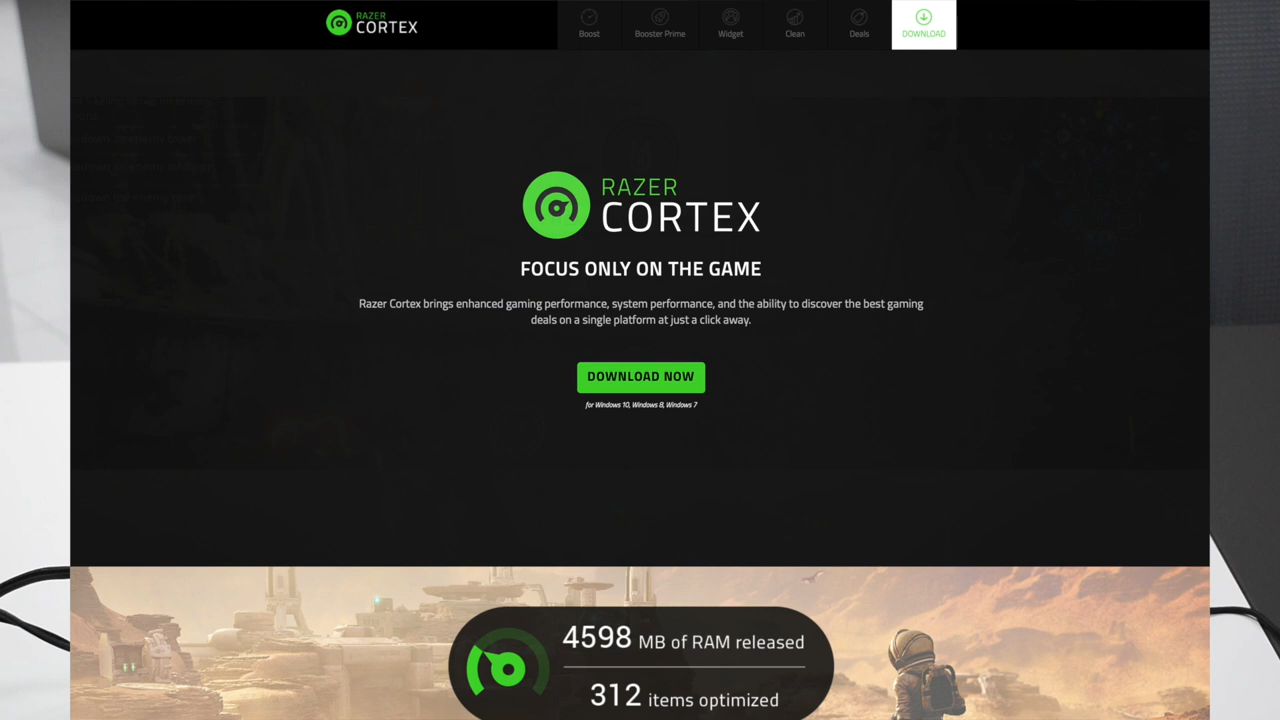 RAZER
CORTEX
Boost
Booster Prime
Widget
Clean
Deals
DOWNLOAD
RAZER
CORTEX
FOCUS ONLY ON THE GAME
Razer Cortex brings enhanced gaming performance, system performance, and the ability to discover the best gaming
deals on a single platform at just a click away.
DOWNLOAD NOW
for Windows 10, Windows 8, Windows 7
4598 MB of RAM released
312 items optimized